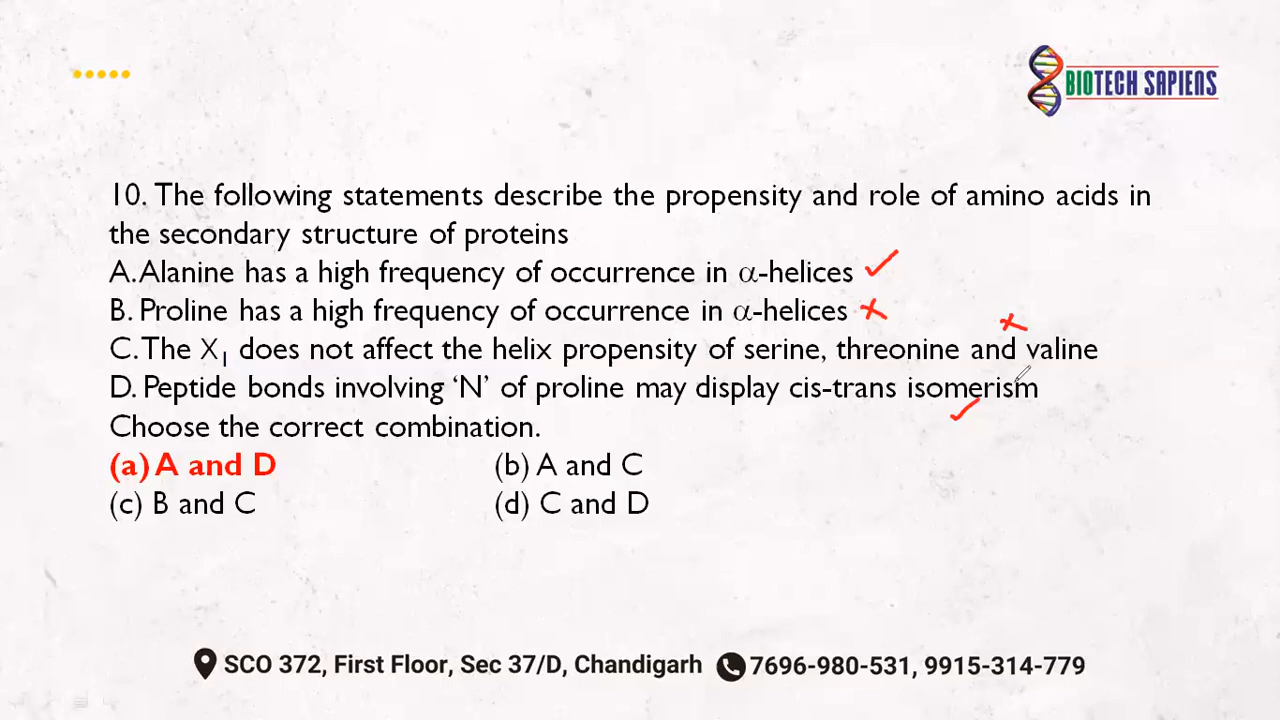 BIOTECH SAPIENS
10. The following statements describe the propensity and role of amino acids in
the secondary structure of proteins
A. Alanine has a high frequency of occurrence in α-helices
B. Proline has a high frequency of occurrence in α-helices
C. The X₁ does not affect the helix propensity of serine, threonine and valine
D. Peptide bonds involving ‘N’ of proline may display cis-trans isomerism
Choose the correct combination.
(a) A and D (b) A and C
(c) B and C (d) C and D
SCO 372, First Floor, Sec 37/D, Chandigarh 7696-980-531, 9915-314-779